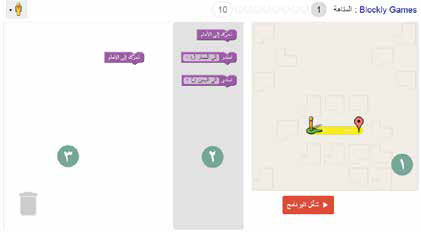 Blockly Games : المتاهة 1 10
تحرك إلى الأمام
استدر إلى اليسار
استدر إلى اليمين
تحرك إلى الأمام
١
٢
٣
شغّل البرنامج